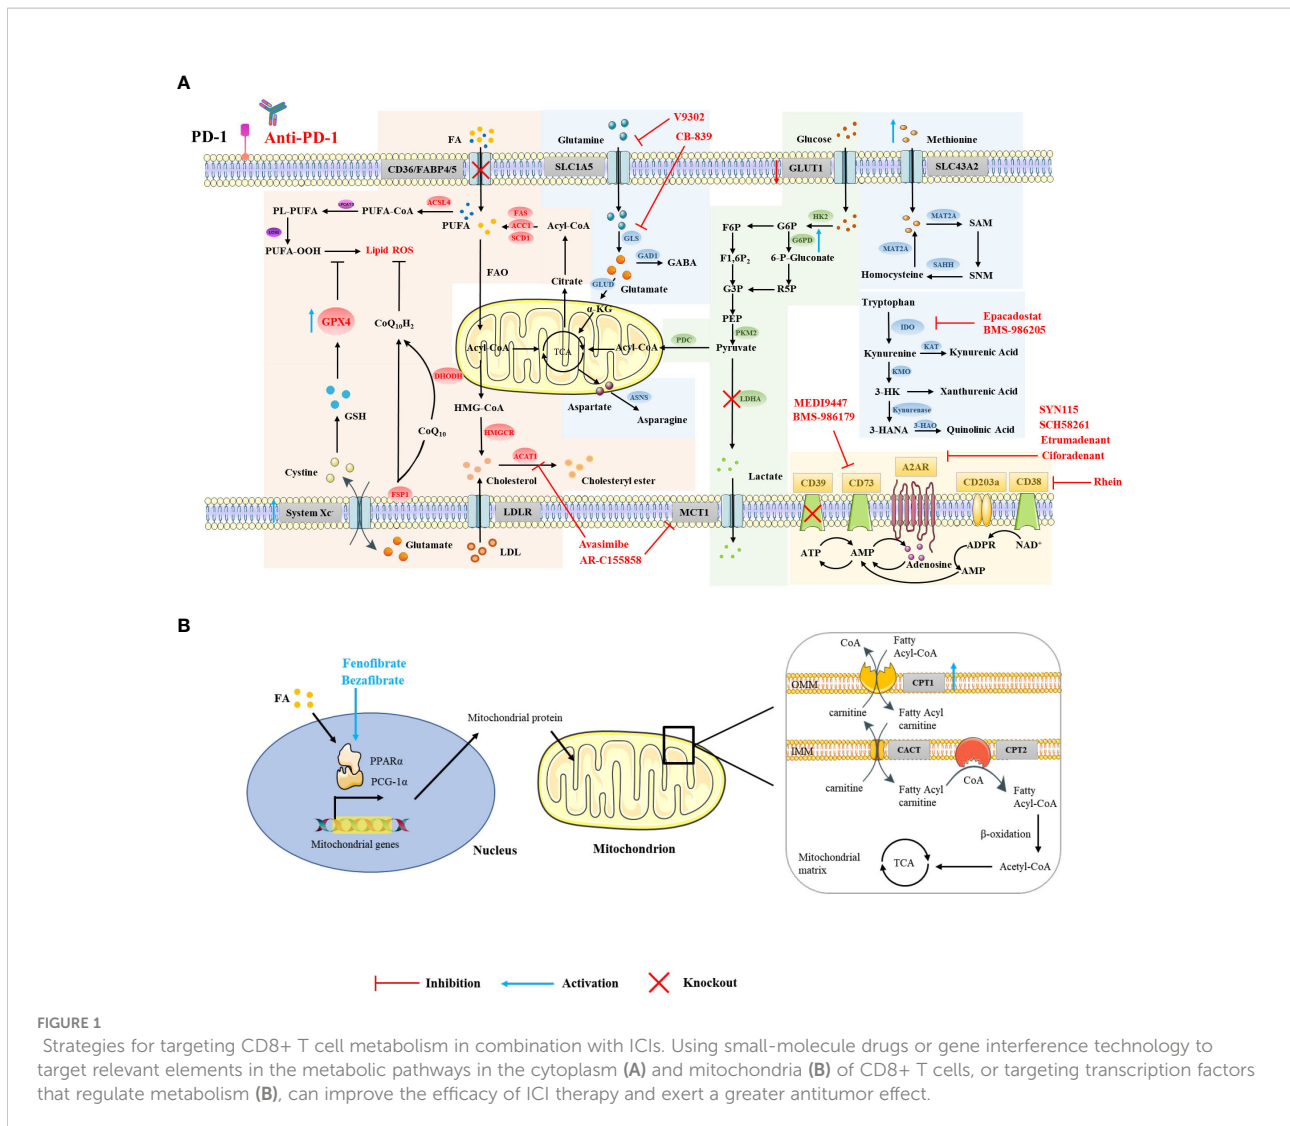 A
PD-1
Anti-PD-1
FA
Glutamine
V9302
CB-839
Glucose
Methionine
CD36/FABP4/5
SLC1A5
GLUT1
SLC43A2
PL-PUFA
LPCAT3
PUFA-CoA
ACSL4
PUFA
FAS
ACC1
SCD1
Acyl-CoA
GLS
GAD1
GABA
Glutamate
GLUD
α-KG
PUFA-OOH
Lipid ROS
FAO
Citrate
F6P
G6P
HK2
G6PD
F1,6P2
6-P-Gluconate
G3P
R5P
PEP
PKM2
Pyruvate
PDC
MAT2A
SAM
MAT2A
SAHH
Homocysteine
SNM
Tryptophan
IDO
Epacadostat
BMS-986205
Kynurenine
KAT
Kynurenic Acid
KMO
3-HK
Xanthurenic Acid
Kynurenase
3-HANA
3-HAO
Quinolinic Acid
GPX4
CoQ10H2
Acyl-CoA
TCA
Acyl-CoA
DHODH
Aspartate
ASNS
Asparagine
LDHA
GSH
HMG-CoA
HMGCR
CoQ10
ACAT1
Cystine
Cholesterol
Cholesteryl ester
Lactate
FSP1
System Xc-
LDLR
MCT1
Glutamate
LDL
Avasimibe
AR-C155858
MEDI9447
BMS-986179
SYN115
SCH58261
Etrumadenant
Ciforadenant
A2AR
CD39
CD73
CD203a
CD38
Rhein
ATP
AMP
Adenosine
ADPR
NAD+
AMP
B
Fenofibrate
Bezafibrate
FA
PPARα
PCG-1α
Mitochondrial genes
Nucleus
Mitochondrial protein
Mitochondrion
CoA
Fatty
Acyl-CoA
OMM
CPT1
carnitine
Fatty Acyl
carnitine
IMM
CACT
CPT2
carnitine
Fatty Acyl
carnitine
CoA
Fatty
Acyl-CoA
β-oxidation
Mitochondrial
matrix
TCA
Acetyl-CoA
Inhibition
Activation
Knockout
FIGURE 1
Strategies for targeting CD8+ T cell metabolism in combination with ICIs. Using small-molecule drugs or gene interference technology to
target relevant elements in the metabolic pathways in the cytoplasm (A) and mitochondria (B) of CD8+ T cells, or targeting transcription factors
that regulate metabolism (B), can improve the efficacy of ICI therapy and exert a greater antitumor effect.